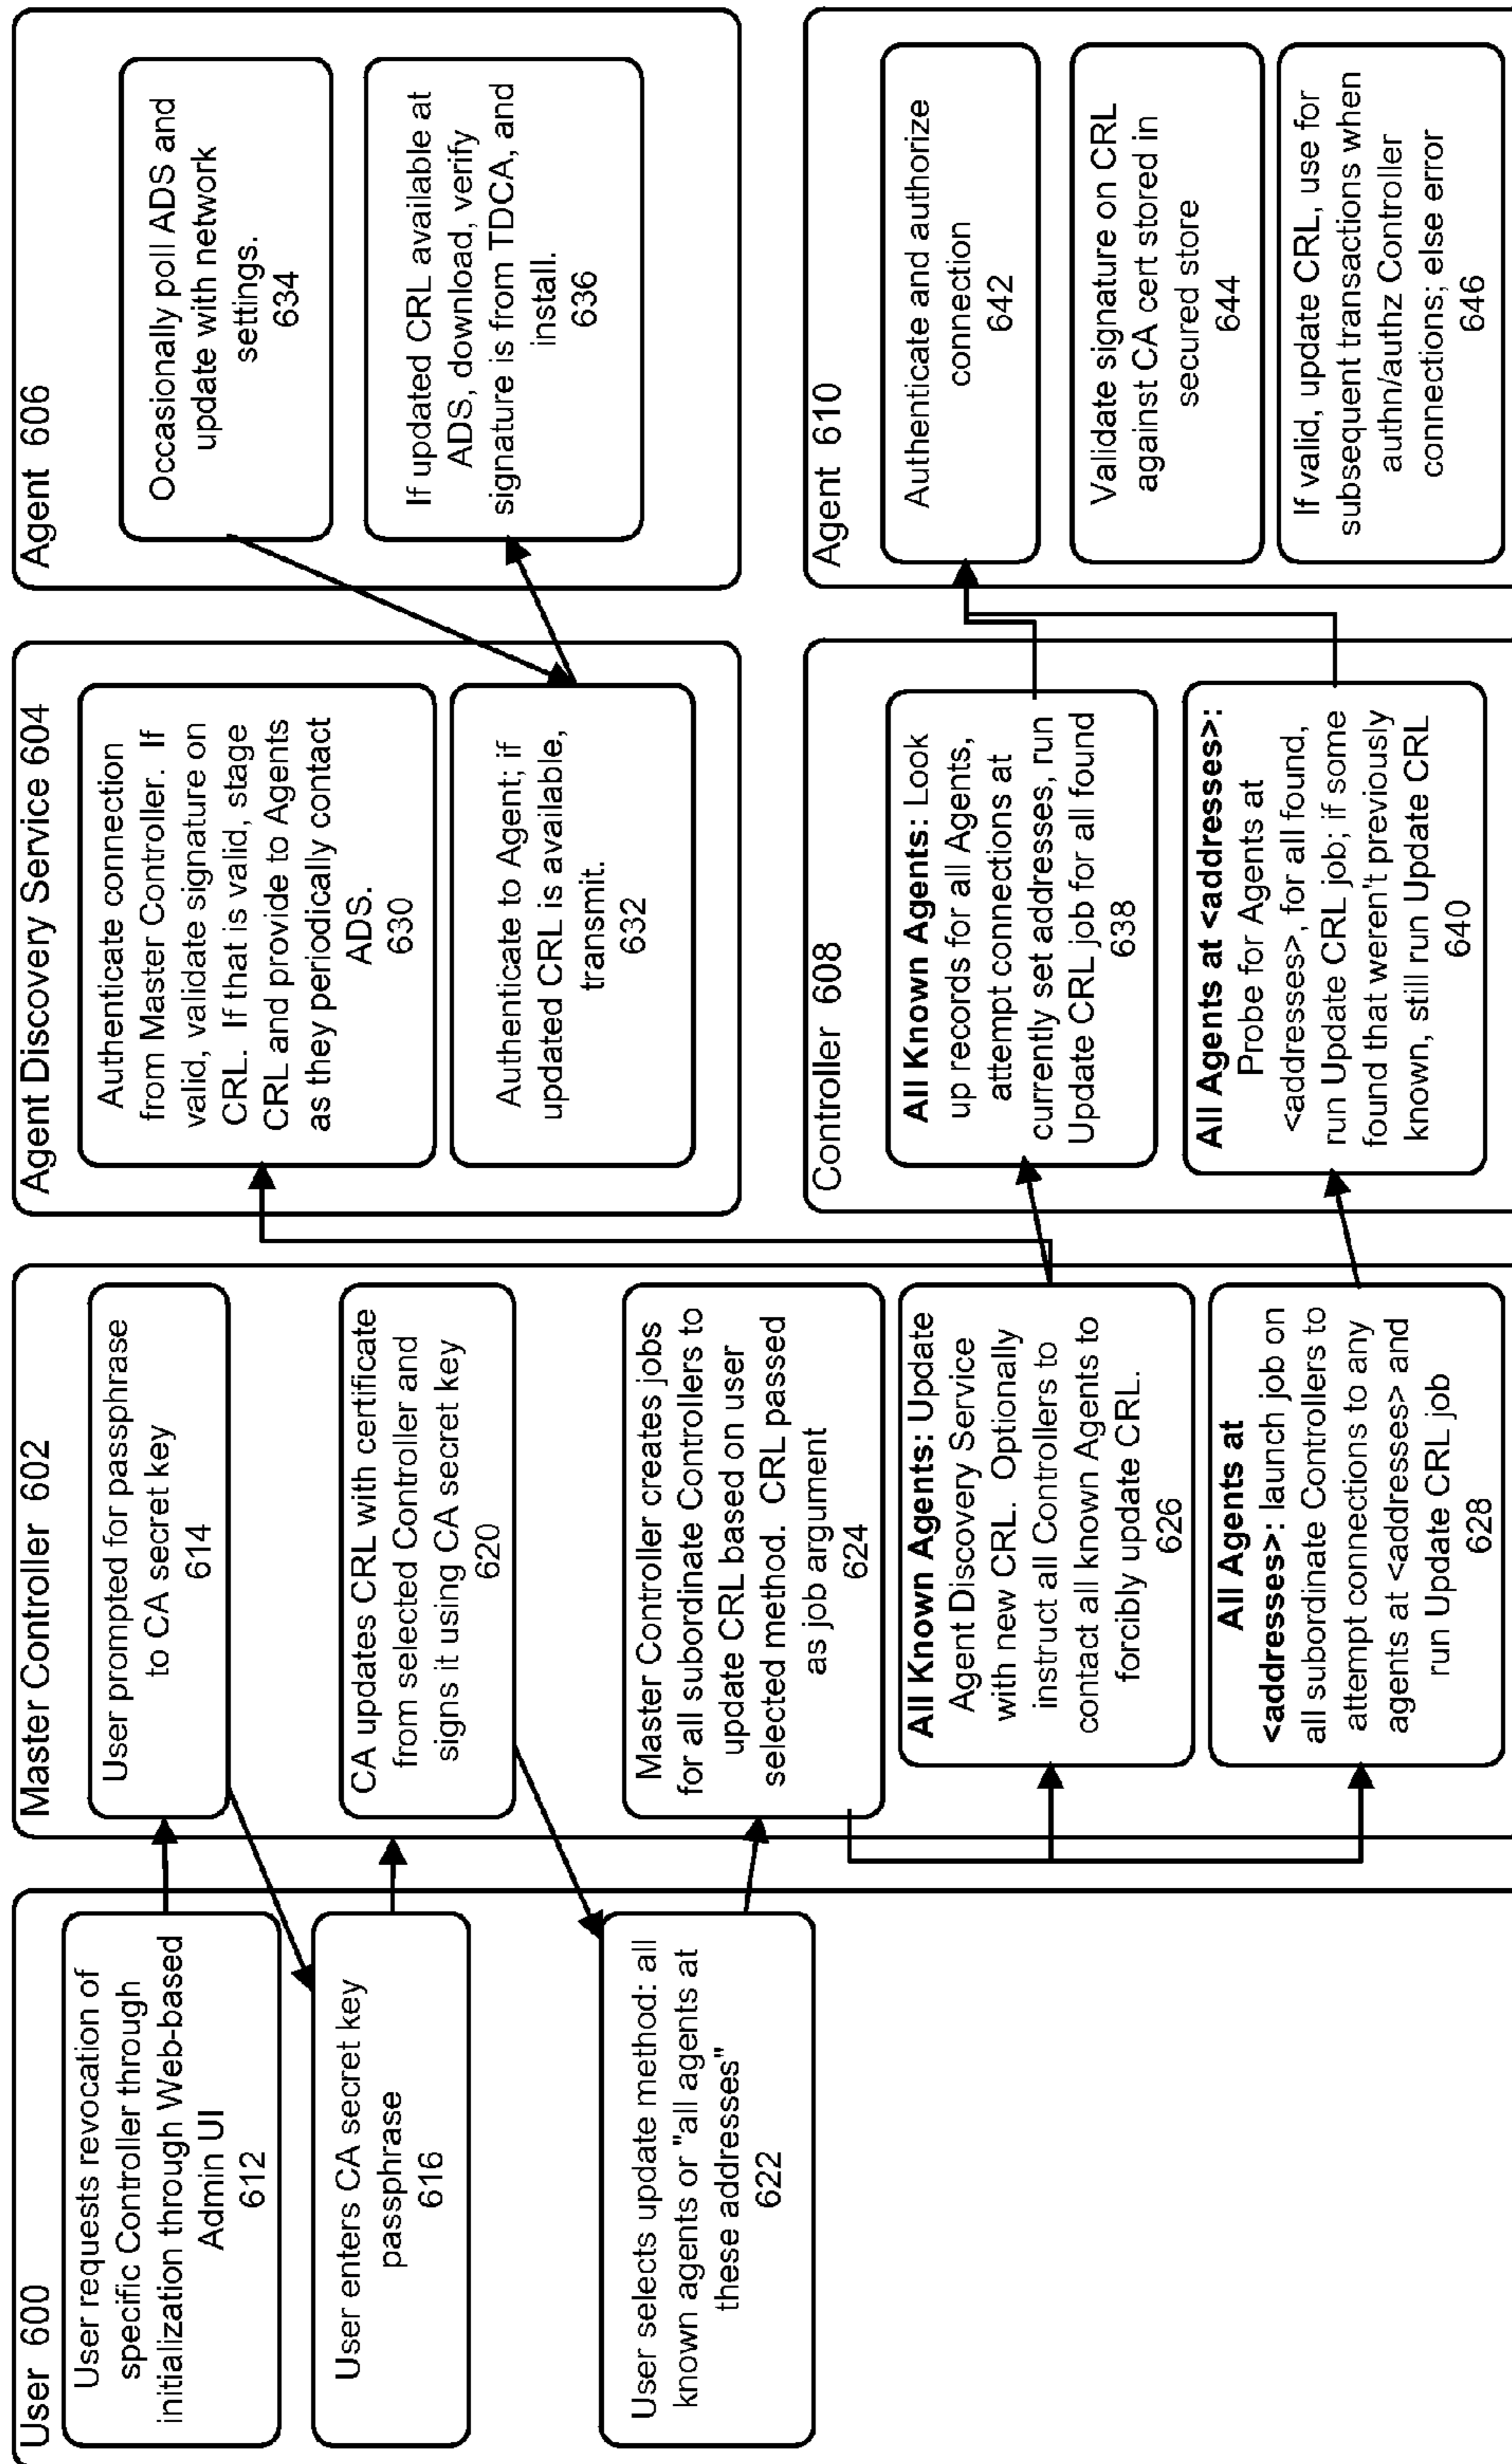 User 600
User requests revocation of
specific Controller through
initialization through Web-based
Admin UI
612
User enters CA secret key
passphrase
616
User selects update method: all
known agents or "all agents at
these addresses"
622
Master Controller 602
User prompted for passphrase
to CA secret key
614
CA updates CRL with certificate
from selected Controller and
signs it using CA secret key
620
Master Controller creates jobs
for all subordinate Controllers to
update CRL based on user
selected method. CRL passed
as job argument
624
All Known Agents: Update
Agent Discovery Service
with new CRL. Optionally
instruct all Controllers to
contact all known Agents to
forcibly update CRL.
626
All Agents at
<addresses>: launch job on
all subordinate Controllers to
attempt connections to any
agents at <addresses> and
run Update CRL job
628
Agent Discovery Service 604
Authenticate connection
from Master Controller. If
valid, validate signature on
CRL. If that is valid, stage
CRL and provide to Agents
as they periodically contact
ADS.
630
Authenticate to Agent; if
updated CRL is available,
transmit.
632
Controller 608
All Known Agents: Look
up records for all Agents,
attempt connections at
currently set addresses, run
Update CRL job for all found
638
All Agents at <addresses>:
Probe for Agents at
<addresses>, for all found,
run Update CRL job; if some
found that weren't previously
known, still run Update CRL
640
Agent 606
Occasionally poll ADS and
update with network
settings.
634
If updated CRL available at
ADS, download, verify
signature is from TDCA, and
install.
636
Agent 610
Authenticate and authorize
connection
642
Validate signature on CRL
against CA cert stored in
secured store
644
If valid, update CRL, use for
subsequent transactions when
authn/authz Controller
connections; else error
646